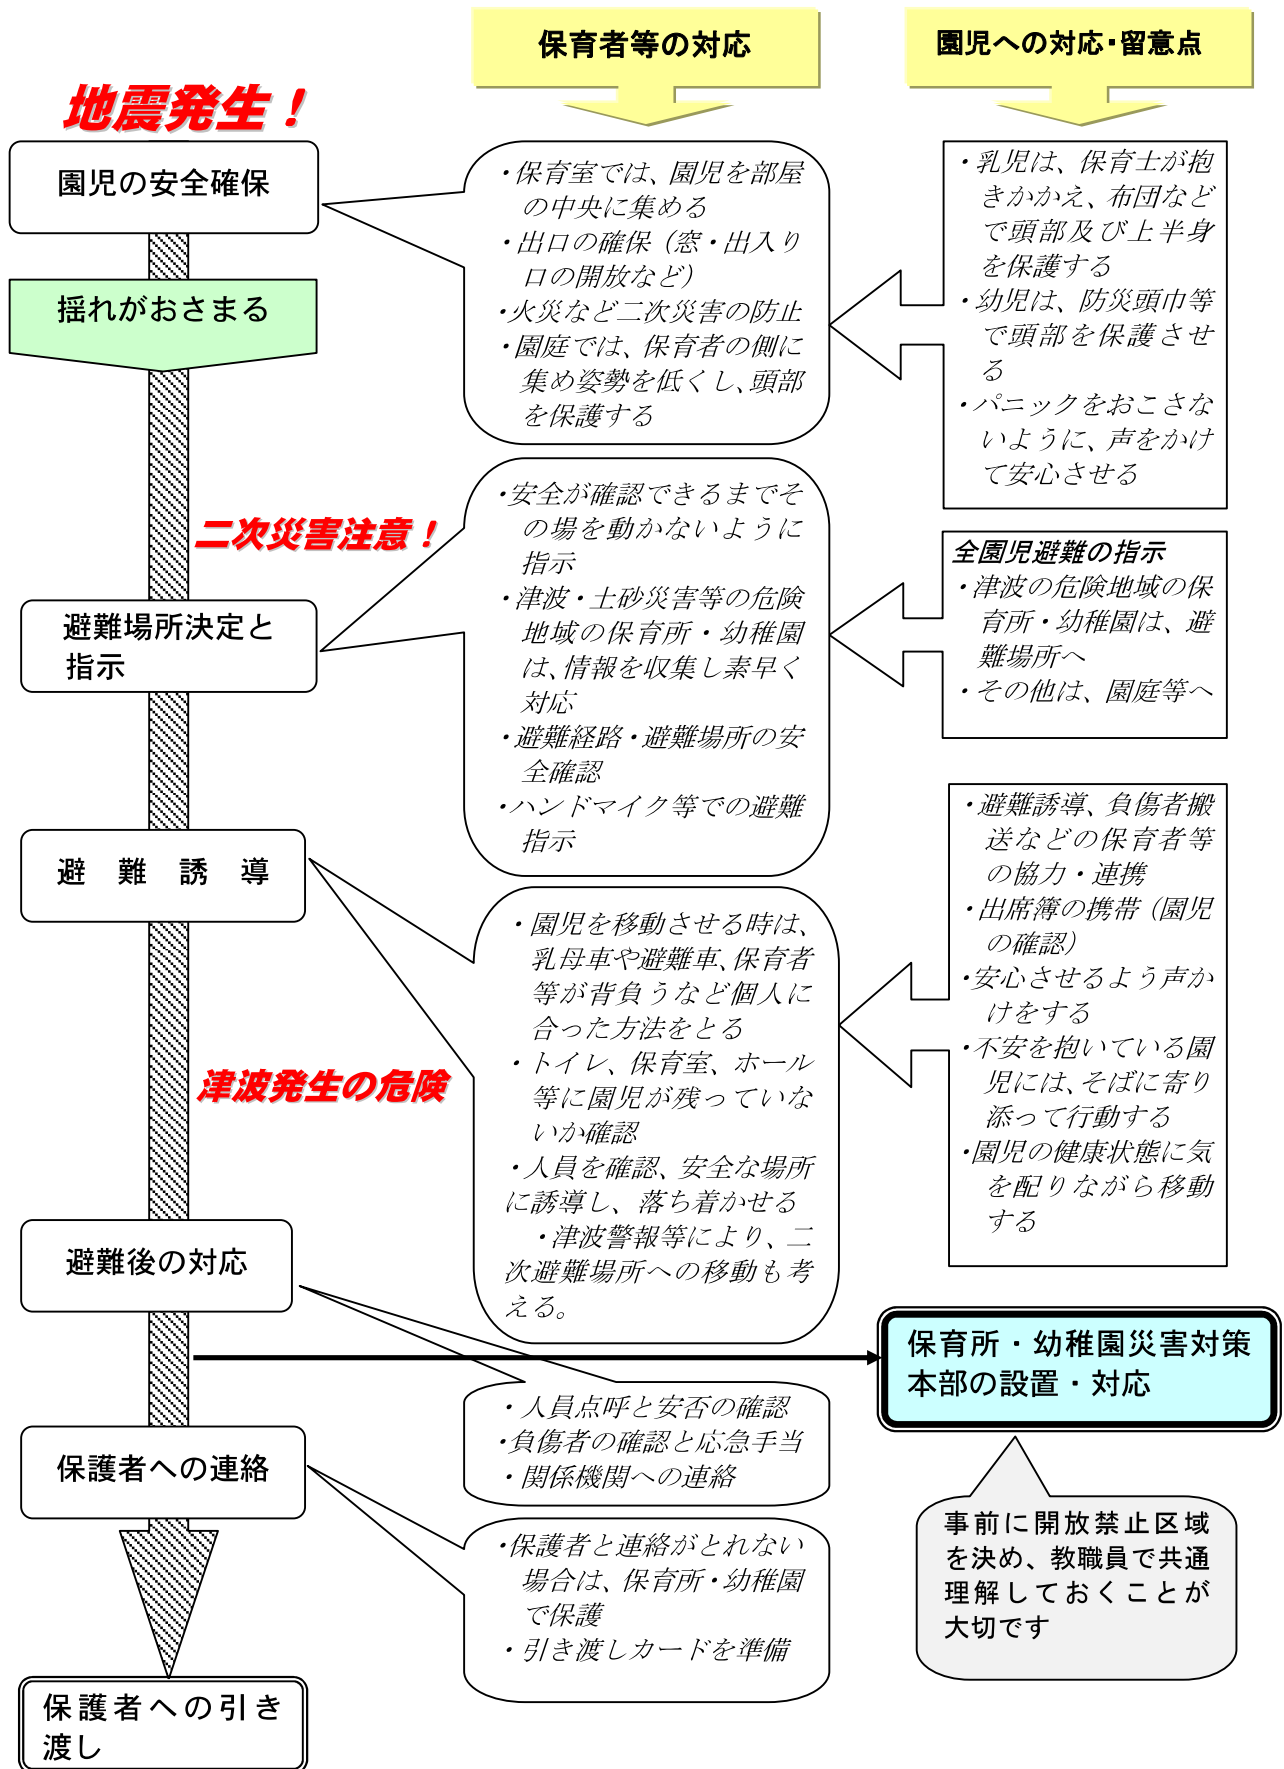 保育者等の対応
園児への対応・留意点
地震発生！
園児の安全確保
揺れがおさまる
・保育室では、園児を部屋
の中央に集める
・出口の確保（窓・出入り
口の開放など）
・火災など二次災害の防止
・園庭では、保育者の側に
集め姿勢を低くし、頭部
を保護する
・乳児は、保育士が抱
きかかえ、布団など
で頭部及び上半身
を保護する
・幼児は、防災頭巾等
で頭部を保護させ
る
・パニックをおこさな
いように、声をかけ
て安心させる
二次災害注意！
避難場所決定と
指示
・安全が確認できるまでそ
の場を動かないように
指示
・津波・土砂災害等の危険
地域の保育所・幼稚園
は、情報を収集し素早く
対応
・避難経路・避難場所の安
全確認
・ハンドマイク等での避難
指示
全園児避難の指示
・津波の危険地域の保
育所・幼稚園は、避
難場所へ
・その他は、園庭等へ
避　難　誘　導
津波発生の危険
・園児を移動させる時は、
乳母車や避難車、保育者
等が背負うなど個人に
合った方法をとる
・トイレ、保育室、ホール
等に園児が残っていな
いか確認
・人員を確認、安全な場所
に誘導し、落ち着かせる
・津波警報等により、二
次避難場所への移動も考
える。
・避難誘導、負傷者搬
送などの保育者等
の協力・連携
・出席簿の携帯（園児
の確認）
・安心させるよう声か
けをする
・不安を抱いている園
児には、そばに寄り
添って行動する
・園児の健康状態に気
を配りながら移動
する
避難後の対応
保育所・幼稚園災害対策
本部の設置・対応
・人員点呼と安否の確認
・負傷者の確認と応急手当
・関係機関への連絡
保護者への連絡
・保護者と連絡がとれない
場合は、保育所・幼稚園
で保護
・引き渡しカードを準備
事前に開放禁止区域
を決め、教職員で共通
理解しておくことが
大切です
保護者への引き
渡し